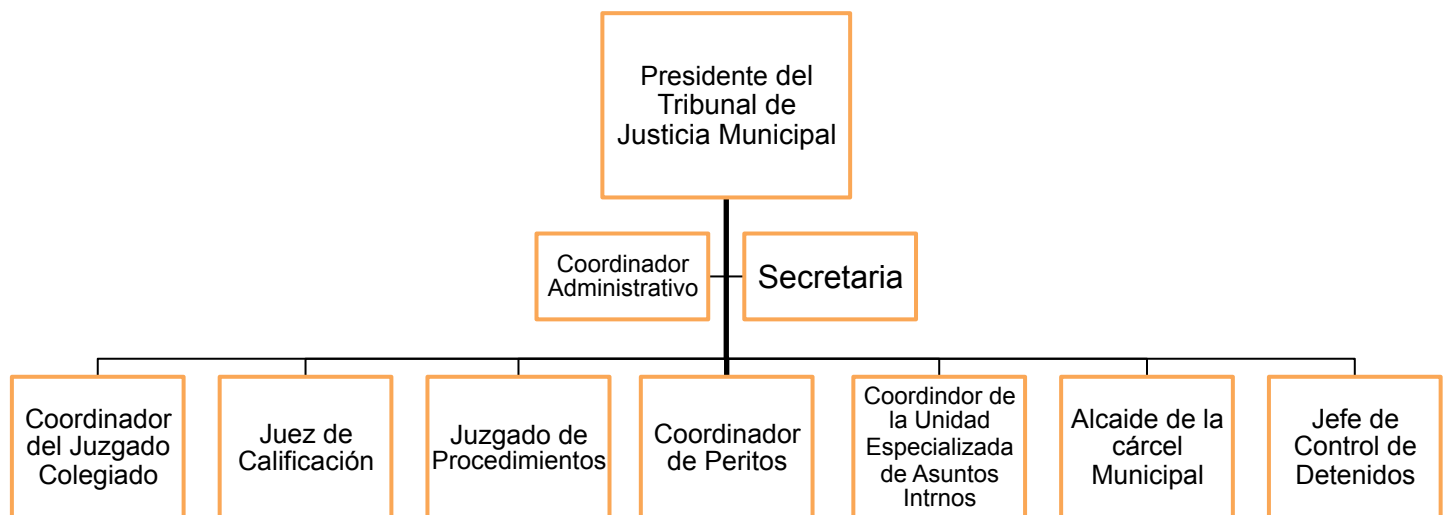 Presidente del
Tribunal de
Justicia Municipal
Coordinador
Administrativo
Secretaria
Coordinador
del Juzgado
Colegiado
Juez de
Calificación
Juzgado de
Procedimientos
Coordinador
de Peritos
Coordindor de
la Unidad
Especializada
de Asuntos
Intrnos
Alcaide de la
cárcel
Municipal
Jefe de
Control de
Detenidos